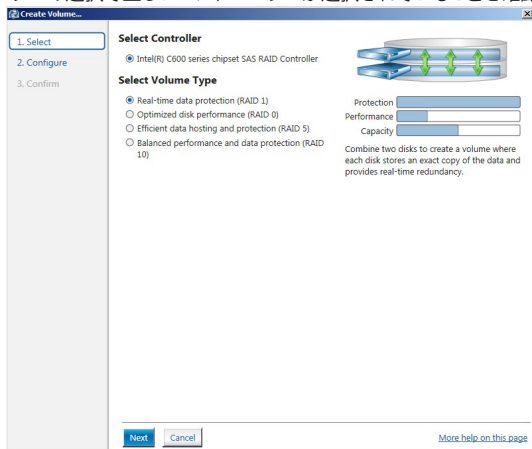 Create Volume...
1. Select
2. Configure
3. Confirm
Select Controller
Intel(R) C600 series chipset SAS RAID Controller
Select Volume Type
Real-time data protection (RAID 1)
Optimized disk performance (RAID 0)
Efficient data hosting and protection (RAID 5)
Balanced performance and data protection (RAID
10)
Protection
Performance
Capacity
Combine two disks to create a volume where
each disk stores an exact copy of the data and
provides real-time redundancy.
Next
Cancel
More help on this page